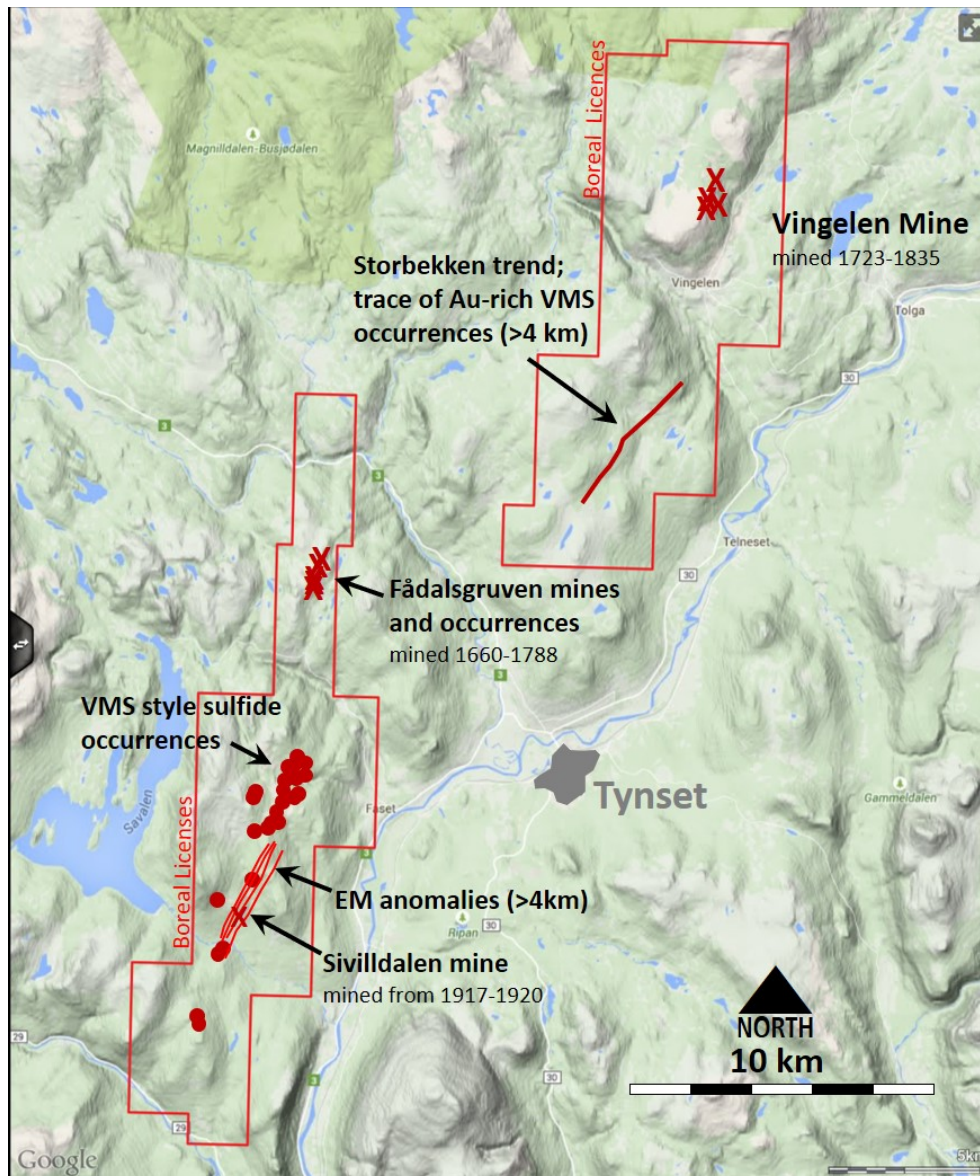 Boreal Licences
Magnilldalen-Busjødalen
Vingelen Mine
mined 1723-1835
Storbekken trend;
trace of Au-rich VMS
occurrences (>4 km)
Vingelen
Tolga
30
3
3
Telneset
30
Fådalsgruven mines
and occurrences
mined 1660-1788
3
VMS style sulfide
occurrences
Savalen
Faset
Tynset
Gammeldalen
3
Boreal Licenses
EM anomalies (>4km)
Ripan
30
Sivilldalen mine
mined from 1917-1920
NORTH
10 km
29
3
30
29
Google
5km